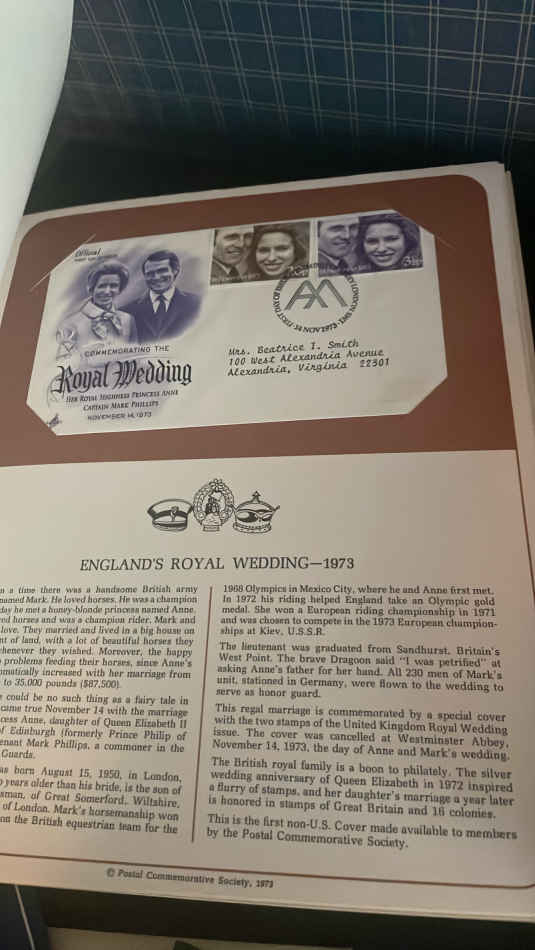 Official
COMMEMORATING THE
Royal Wedding
HER ROYAL HIGHNESS PRINCESS ANNE
CAPTAIN MARK PHILLIPS
NOVEMBER 14, 1973
FIRST DAY OF
14 NOV 1973
Mrs. Beatrice I. Smith
100 West Alexandria Avenue
Alexandria, Virginia 22301
ENGLAND'S ROYAL WEDDING—1973
n a time there was a handsome British army
named Mark. He loved horses. He was a champion
day he met a honey-blonde princess named Anne.
ed horses and was a champion rider. Mark and
love. They married and lived in a big house on
nt of land, with a lot of beautiful horses they
henever they wished. Moreover, the happy
problems feeding their horses, since Anne's
omatically increased with her marriage from
to 35,000 pounds ($87,500).
e could be no such thing as a fairy tale in
came true November 14 with the marriage
cess Anne, daughter of Queen Elizabeth II
f Edinburgh (formerly Prince Philip of
enant Mark Phillips, a commoner in the
Guards.
as born August 15, 1950, in London,
o years older than his bride, is the son of
sman, of Great Somerford, Wiltshire,
of London. Mark's horsemanship won
on the British equestrian team for the
1968 Olympics in Mexico City, where he and Anne first met.
In 1972 his riding helped England take an Olympic gold
medal. She won a European riding championship in 1971
and was chosen to compete in the 1973 European champion-
ships at Kiev, U.S.S.R.
The lieutenant was graduated from Sandhurst, Britain's
West Point. The brave Dragoon said "I was petrified" at
asking Anne's father for her hand. All 230 men of Mark's
unit, stationed in Germany, were flown to the wedding to
serve as honor guard.
This regal marriage is commemorated by a special cover
with the two stamps of the United Kingdom Royal Wedding
issue. The cover was cancelled at Westminster Abbey,
November 14, 1973, the day of Anne and Mark's wedding.
The British royal family is a boon to philately. The silver
wedding anniversary of Queen Elizabeth in 1972 inspired
a flurry of stamps, and her daughter's marriage a year later
is honored in stamps of Great Britain and 16 colonies.
This is the first non-U.S. Cover made available to members
by the Postal Commemorative Society.
© Postal Commemorative Society, 1973